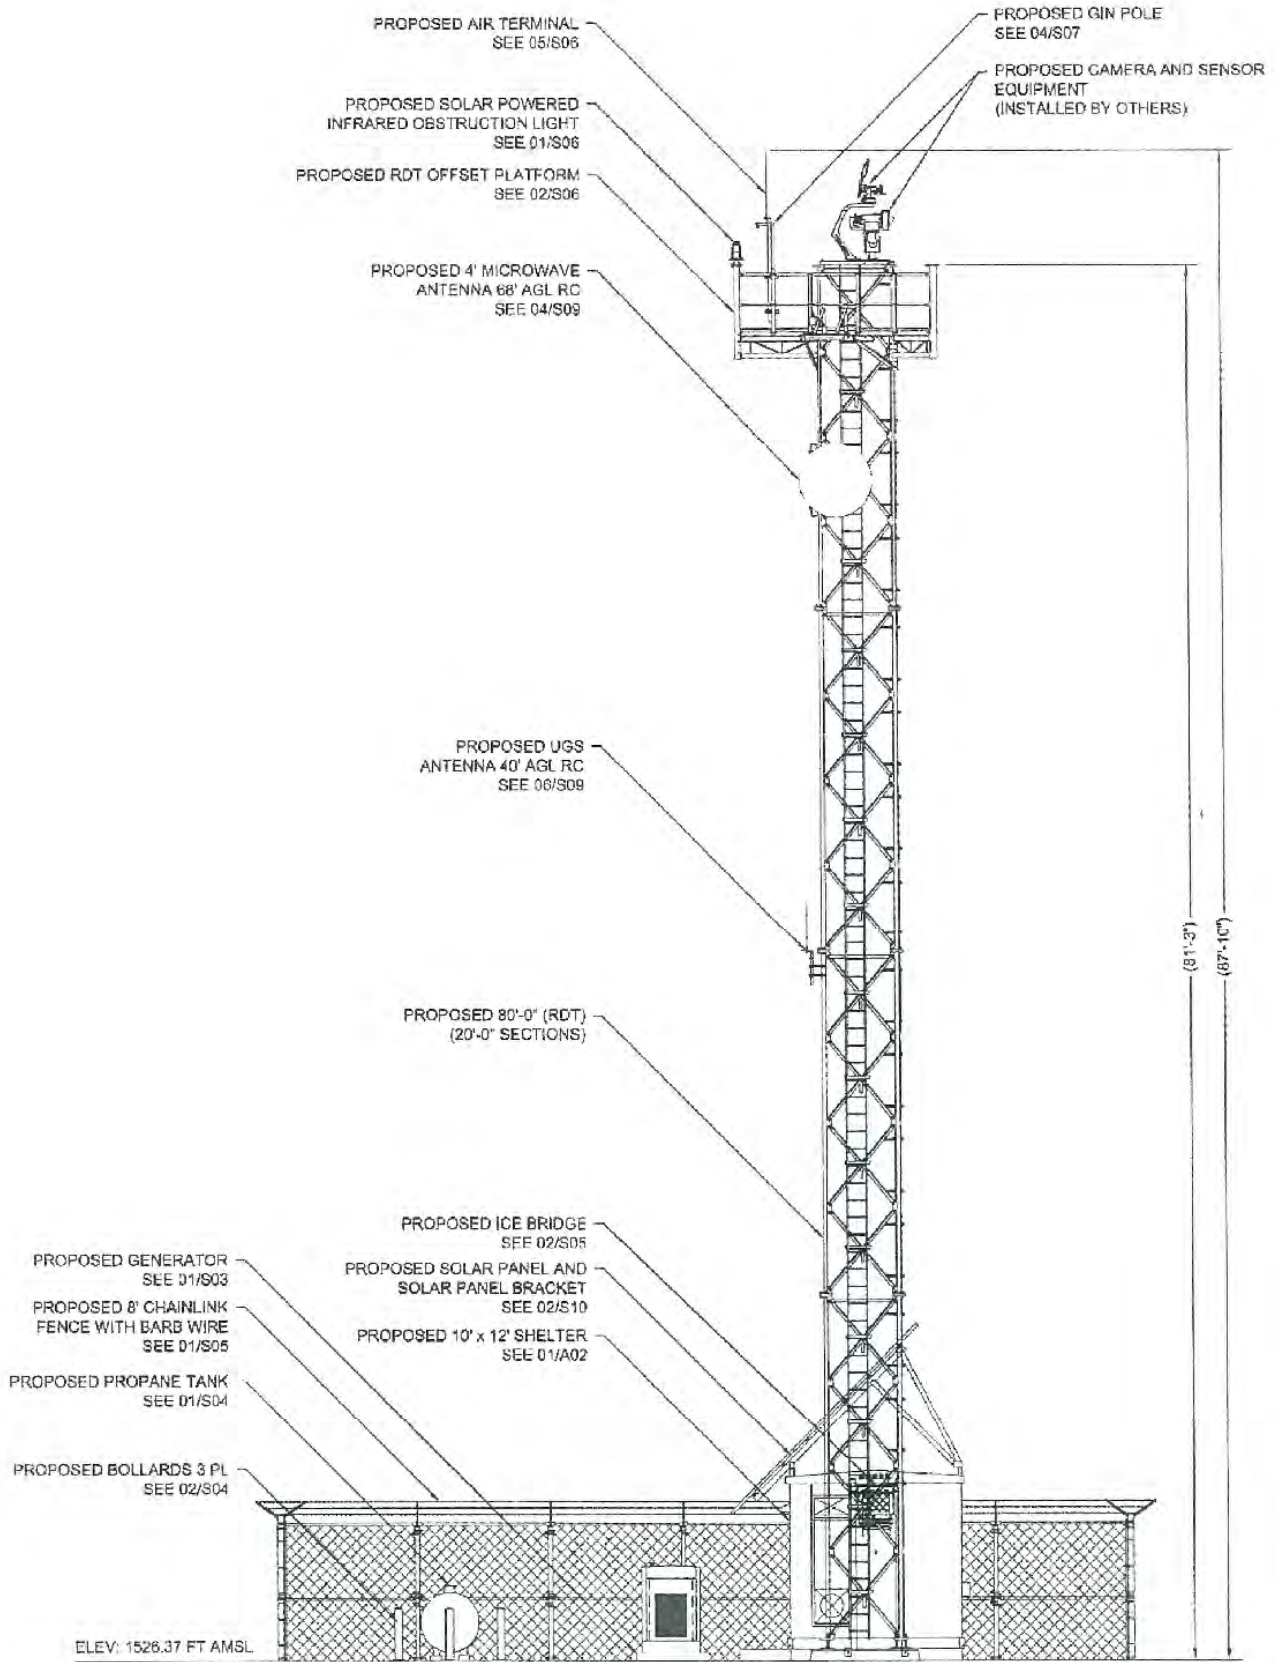 PROPOSED AIR TERMINAL
SEE 05/S06
PROPOSED GIN POLE
SEE 04/S07
PROPOSED CAMERA AND SENSOR
EQUIPMENT
(INSTALLED BY OTHERS)
PROPOSED SOLAR POWERED
INFRARED OBSTRUCTION LIGHT
SEE 01/S06
PROPOSED RDT OFFSET PLATFORM
SEE 02/S06
PROPOSED 4' MICROWAVE
ANTENNA 68' AGL RC
SEE 04/S09
PROPOSED UGS
ANTENNA 40' AGL RC
SEE 06/S09
(81'-3")
(87'-10")
PROPOSED 80'-0" (RDT)
(20'-0" SECTIONS)
PROPOSED ICE BRIDGE
SEE 02/S05
PROPOSED SOLAR PANEL AND
SOLAR PANEL BRACKET
SEE 02/S10
PROPOSED 10' x 12' SHELTER
SEE 01/A02
PROPOSED GENERATOR
SEE 01/S03
PROPOSED 8' CHAINLINK
FENCE WITH BARB WIRE
SEE 01/S05
PROPOSED PROPANE TANK
SEE 01/S04
PROPOSED BOLLARDS 3 PL
SEE 02/S04
ELEV: 1526.37 FT AMSL